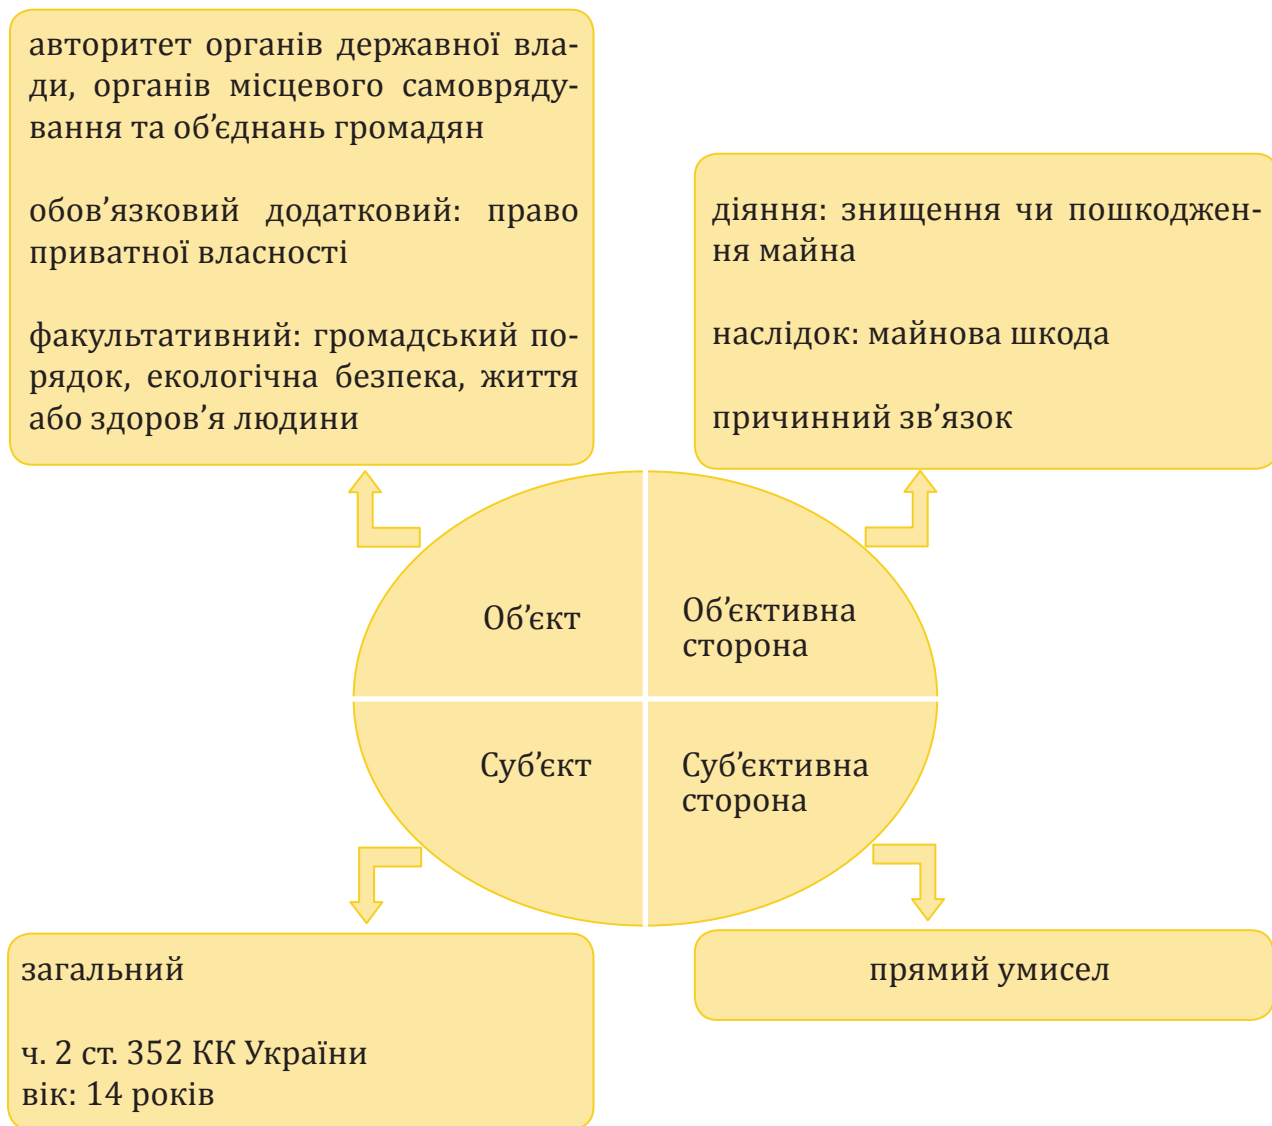 авторитет органів державної вла-
ди, органів місцевого самовряду-
вання та об’єднань громадян
обов’язковий додатковий: право
приватної власності
факультативний: громадський по-
рядок, екологічна безпека, життя
або здоров’я людини
діяння: знищення чи пошкоджен-
ня майна
наслідок: майнова шкода
причинний зв’язок
Об’єкт
Об’єктивна
сторона
Суб’єкт
Суб’єктивна
сторона
загальний
ч. 2 ст. 352 КК України
вік: 14 років
прямий умисел